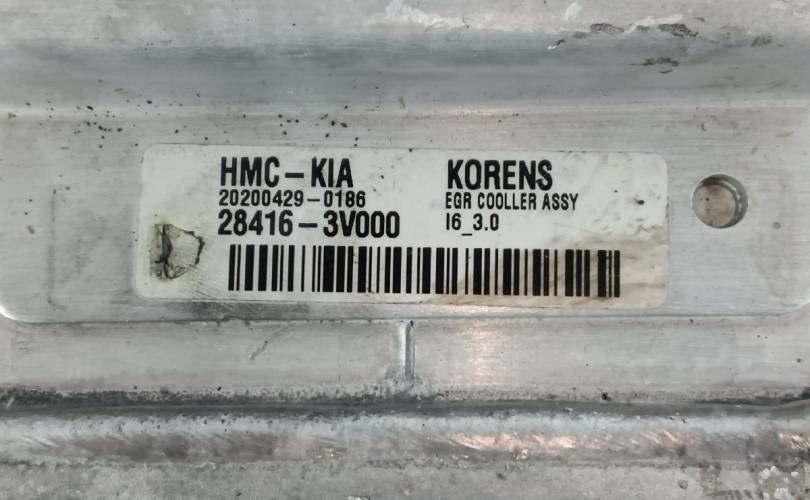 HMC-KIA
20200429-0186
28416-3V000
KORENS
EGR COOLLER ASSY
I6_3.0